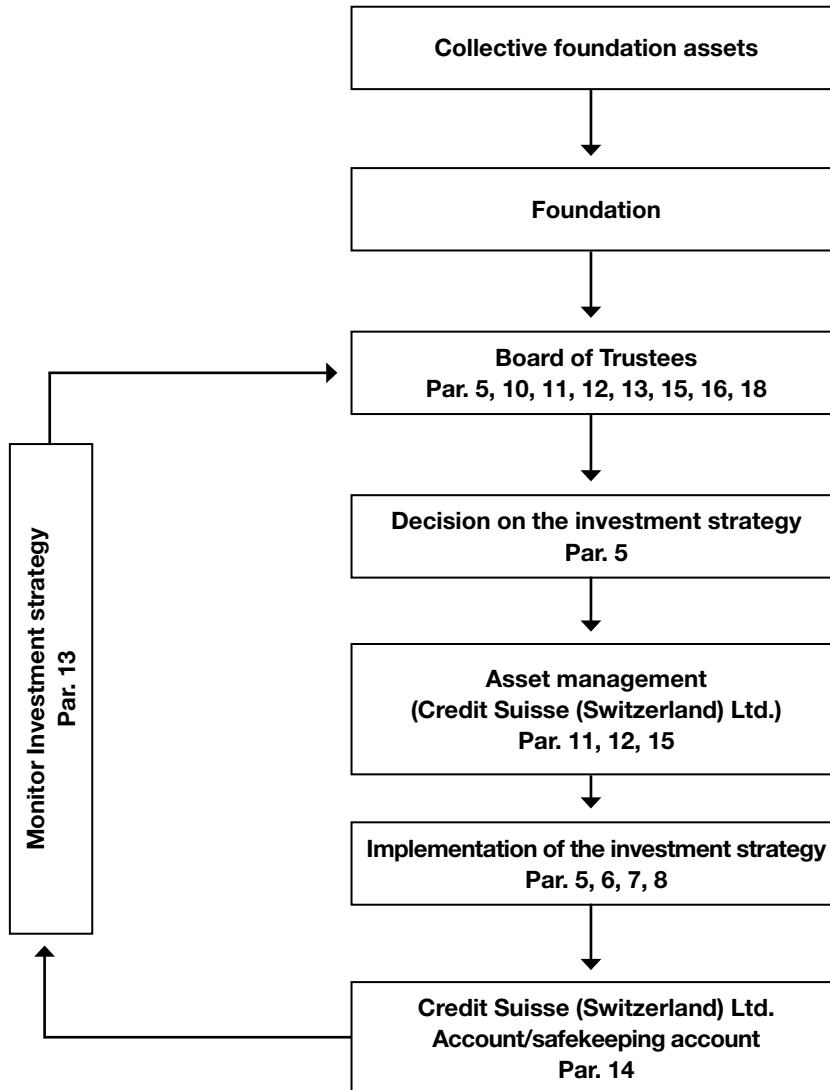 Collective foundation assets
Foundation
Board of Trustees
Par. 5, 10, 11, 12, 13, 15, 16, 18
Decision on the investment strategy
Par. 5
Asset management
(Credit Suisse (Switzerland) Ltd.)
Par. 11, 12, 15
Implementation of the investment strategy
Par. 5, 6, 7, 8
Credit Suisse (Switzerland) Ltd.
Account/safekeeping account
Par. 14
Monitor Investment strategy
Par. 13